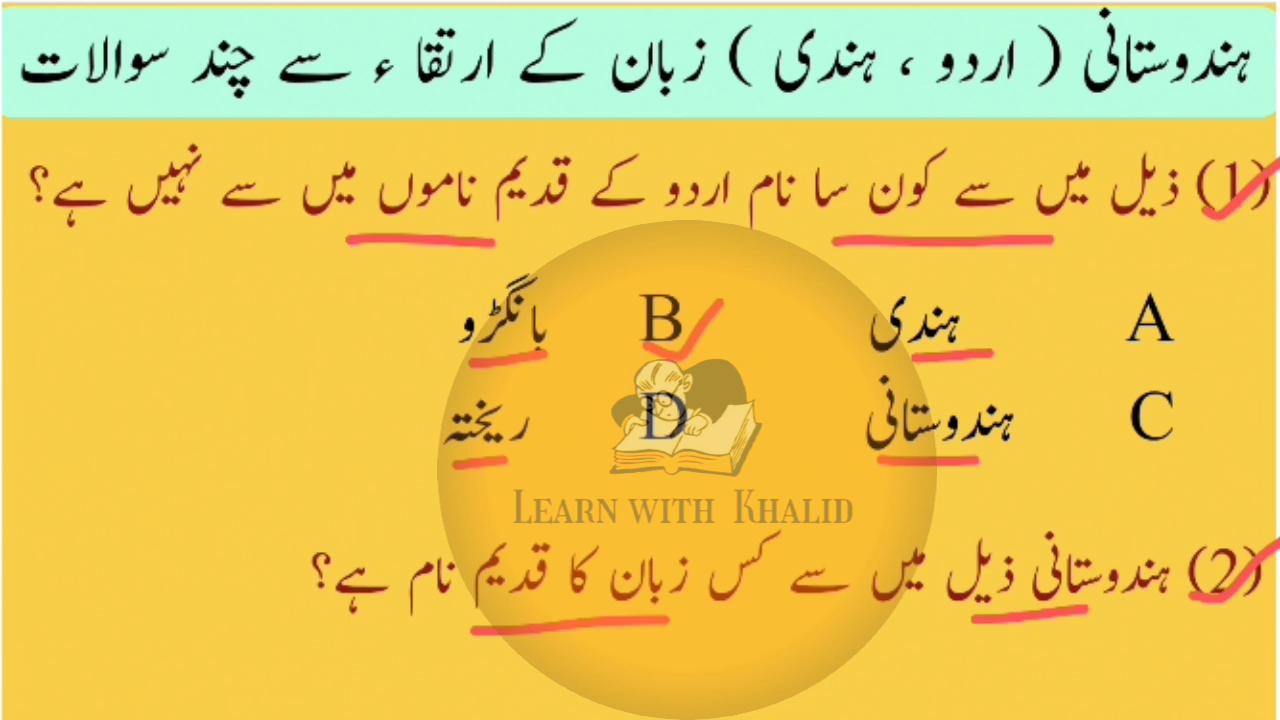 ہندوستانی ( اردو ، ہندی ) زبان کے ارتقا ء سے چند سوالات
(1) ذیل میں سے کون سا نام اردو کے قدیم ناموں میں سے نہیں ہے؟
A ہندی B بانگڑو
C ہندوستانی D ریختہ
LEARN WITH KHALID
(2) ہندوستانی ذیل میں سے کس زبان کا قدیم نام ہے؟